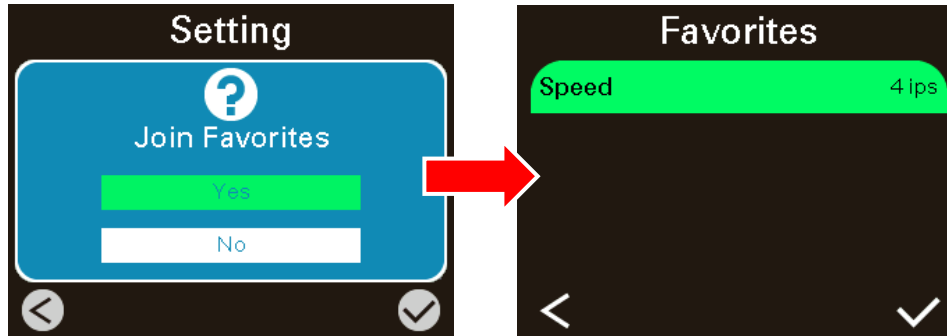 Setting
?
Join Favorites
Yes
No
Favorites
Speed 4 ips